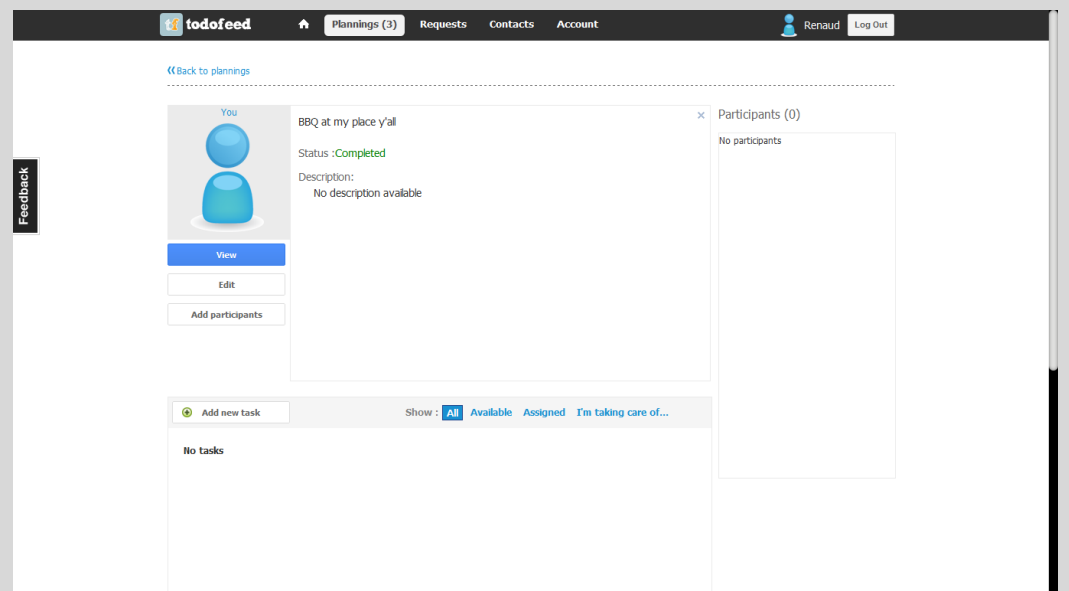 tf todofeed Plannings (3) Requests Contacts Account Renaud Log Out
Back to plannings
Feedback
You
View
Edit
Add participants
BBQ at my place y'all
Status :Completed
Description:
No description available
Participants (0)
No participants
Add new task Show : All Available Assigned I'm taking care of...
No tasks